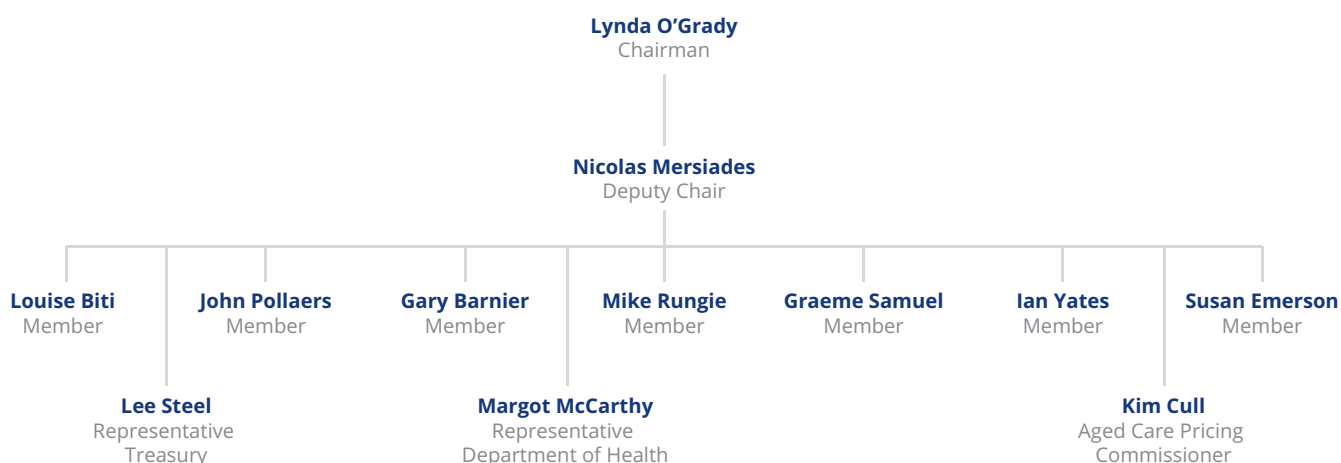 Lynda O’Grady
Chairman
Nicolas Mersiades
Deputy Chair
Louise Biti
Member
John Pollaers
Member
Gary Barnier
Member
Mike Rungie
Member
Graeme Samuel
Member
Ian Yates
Member
Susan Emerson
Member
Lee Steel
Representative
Treasury
Margot McCarthy
Representative
Department of Health
Kim Cull
Aged Care Pricing
Commissioner